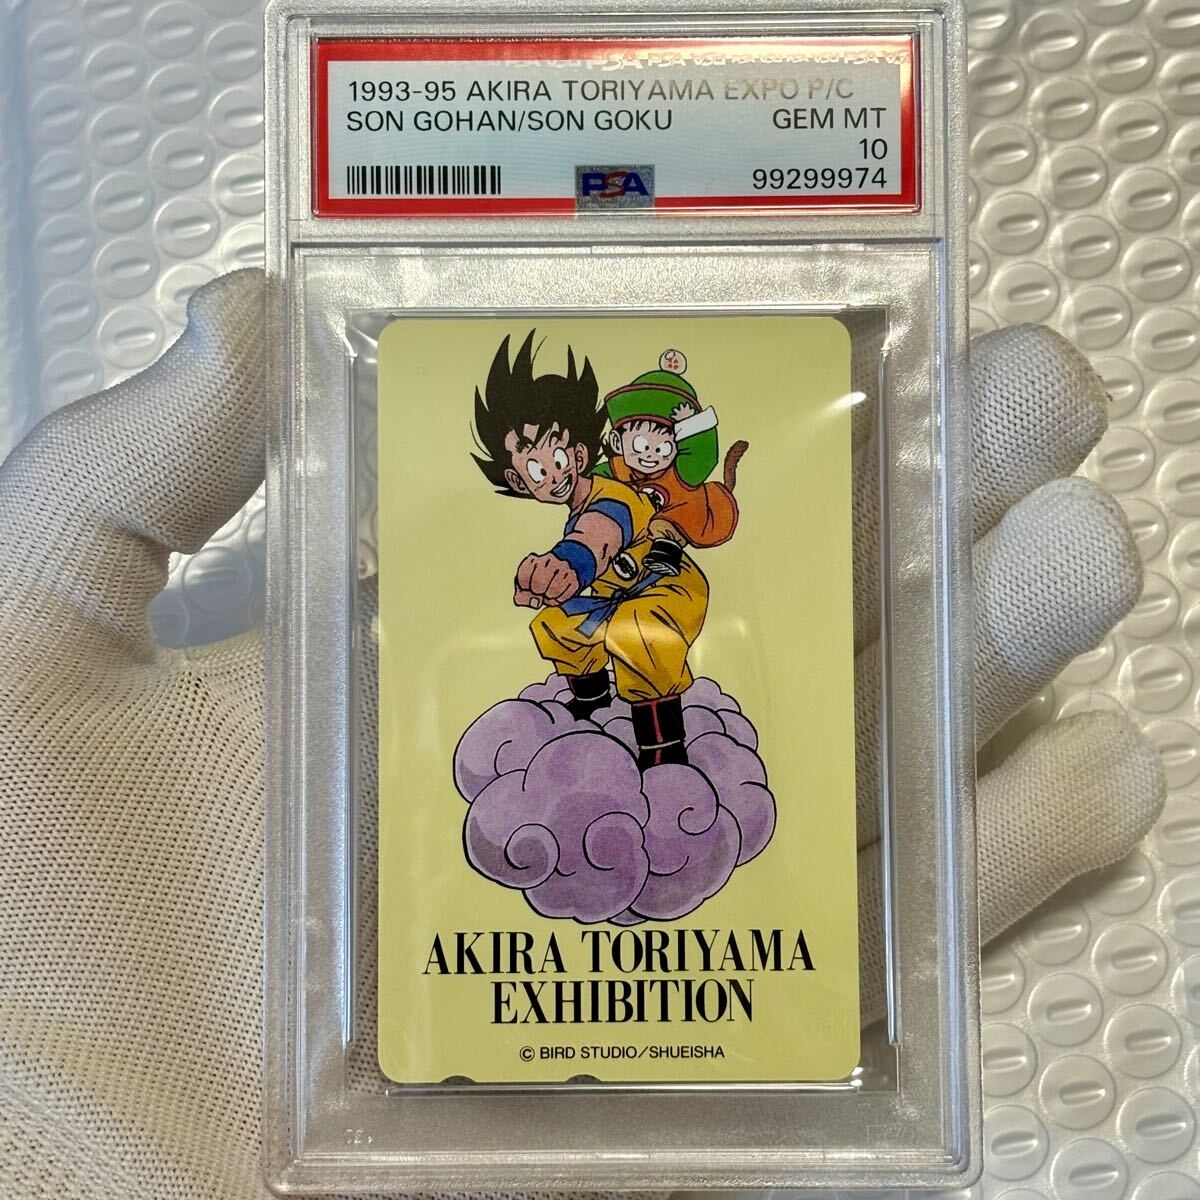 1993-95 AKIRA TORIYAMA EXPO P/C
SON GOHAN/SON GOKU GEM MT
10
PSA 99299974
AKIRA TORIYAMA
EXHIBITION
© BIRD STUDIO/SHUEISHA